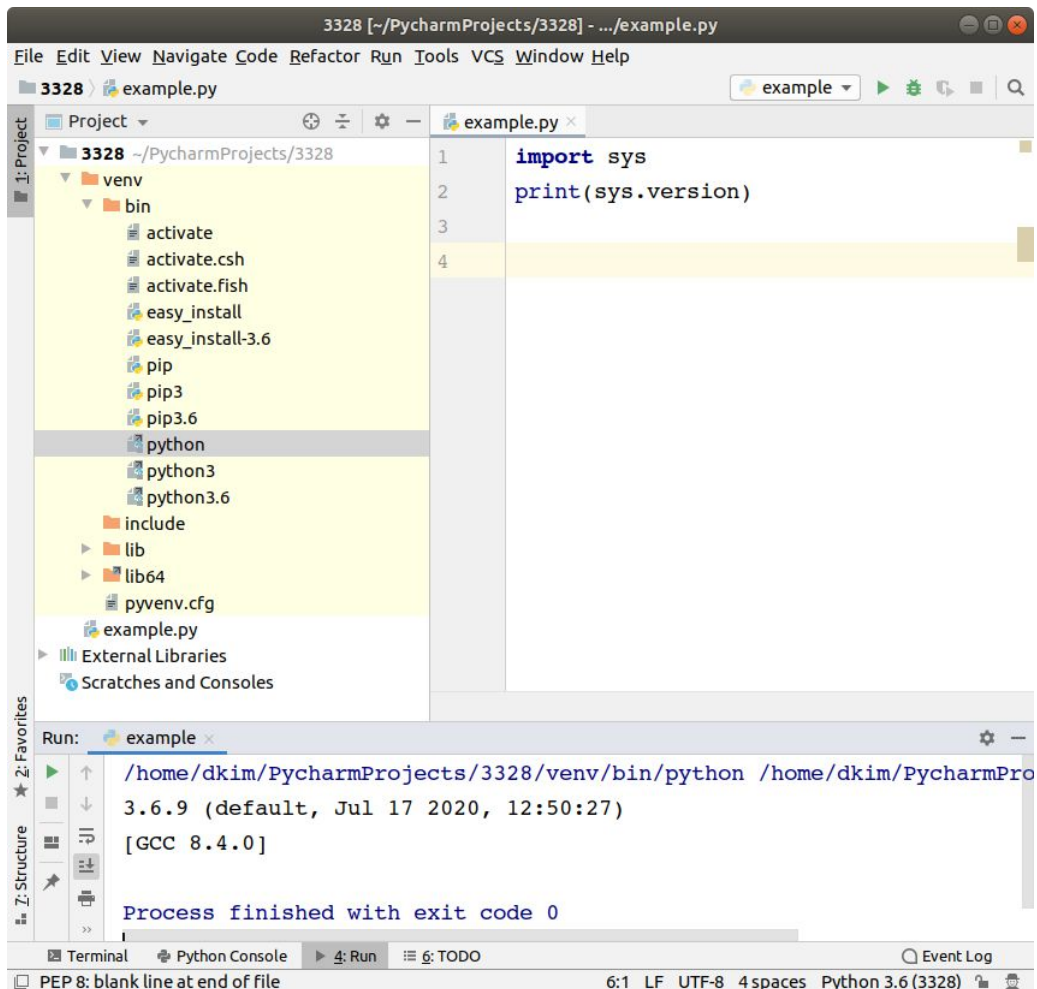 3328 [~/PycharmProjects/3328] - .../example.py
File Edit View Navigate Code Refactor Run Tools VCS Window Help
3328 example.py example
1: Project
Project
3328 ~/PycharmProjects/3328
venv
bin
activate
activate.csh
activate.fish
easy_install
easy_install-3.6
pip
pip3
pip3.6
python
python3
python3.6
include
lib
lib64
pyvenv.cfg
example.py
External Libraries
Scratches and Consoles
example.py
1 import sys
2 print(sys.version)
3
4
2: Favorites
7: Structure
Run: example
/home/dkim/PycharmProjects/3328/venv/bin/python /home/dkim/PycharmPro
3.6.9 (default, Jul 17 2020, 12:50:27)
[GCC 8.4.0]
Process finished with exit code 0
Terminal Python Console 4: Run 6: TODO Event Log
PEP 8: blank line at end of file 6:1 LF UTF-8 4 spaces Python 3.6 (3328)